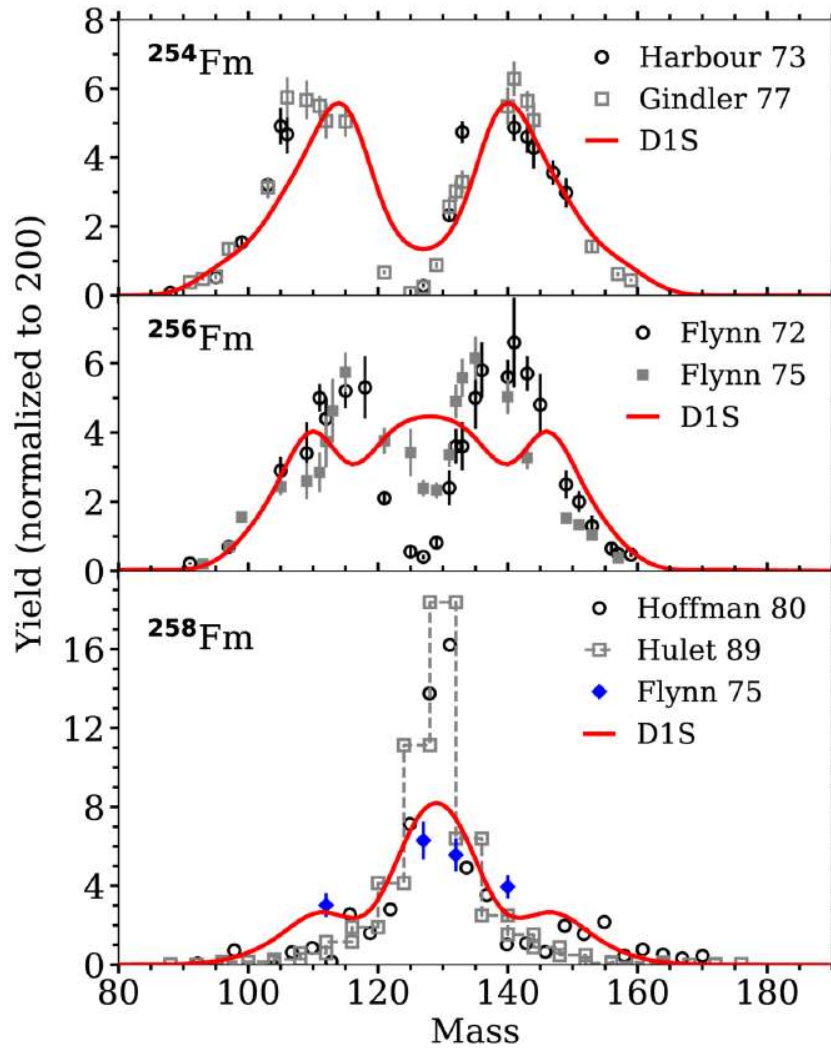 Yield (normalized to 200)
8
6
4
2
0
²⁵⁴Fm
Harbour 73
Gindler 77
D1S
6
4
2
0
²⁵⁶Fm
Flynn 72
Flynn 75
D1S
16
12
8
4
0
²⁵⁸Fm
Hoffman 80
Hulet 89
Flynn 75
D1S
80 100 120 140 160 180
Mass